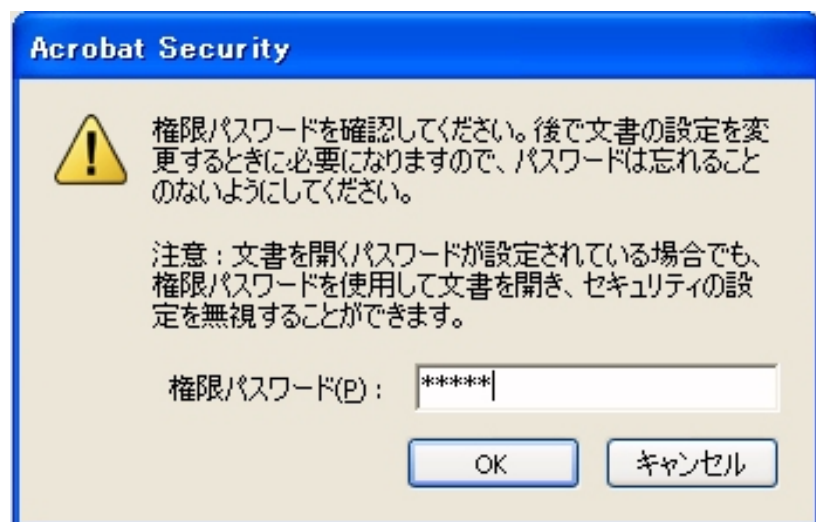 Acrobat Security
権限パスワードを確認してください。後で文書の設定を変
更するときに必要になりますので、パスワードは忘れること
のないようにしてください。
注意:文書を開くパスワードが設定されている場合でも、
権限パスワードを使用して文書を開き、セキュリティの設
定を無視することができます。
権限パスワード(P): *****
OK キャンセル